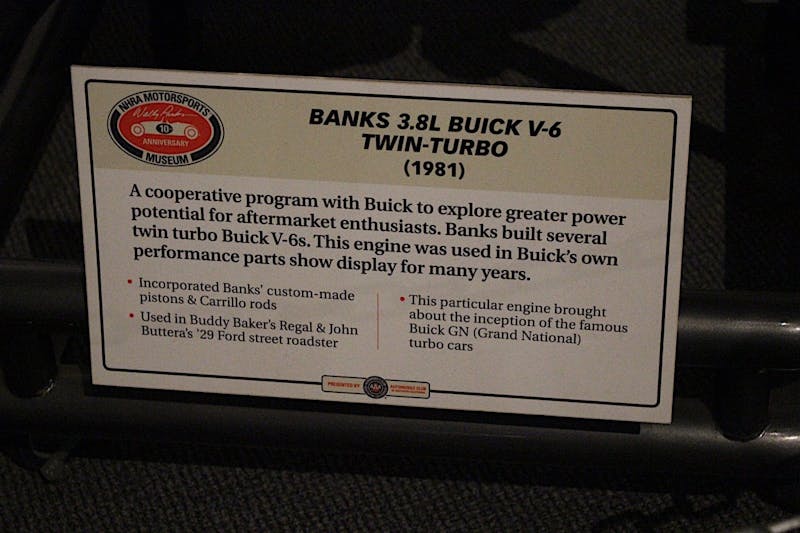 NHRA MOTORSPORTS
Wally Parks
10
ANNIVERSARY
MUSEUM
BANKS 3.8L BUICK V-6
TWIN-TURBO
(1981)
A cooperative program with Buick to explore greater power
potential for aftermarket enthusiasts. Banks built several
twin turbo Buick V-6s. This engine was used in Buick's own
performance parts show display for many years.
• Incorporated Banks' custom-made
pistons & Carrillo rods
• Used in Buddy Baker's Regal & John
Buttera's '29 Ford street roadster
• This particular engine brought
about the inception of the famous
Buick GN (Grand National)
turbo cars
PRESENTED BY
AUTOMOBILE CLUB